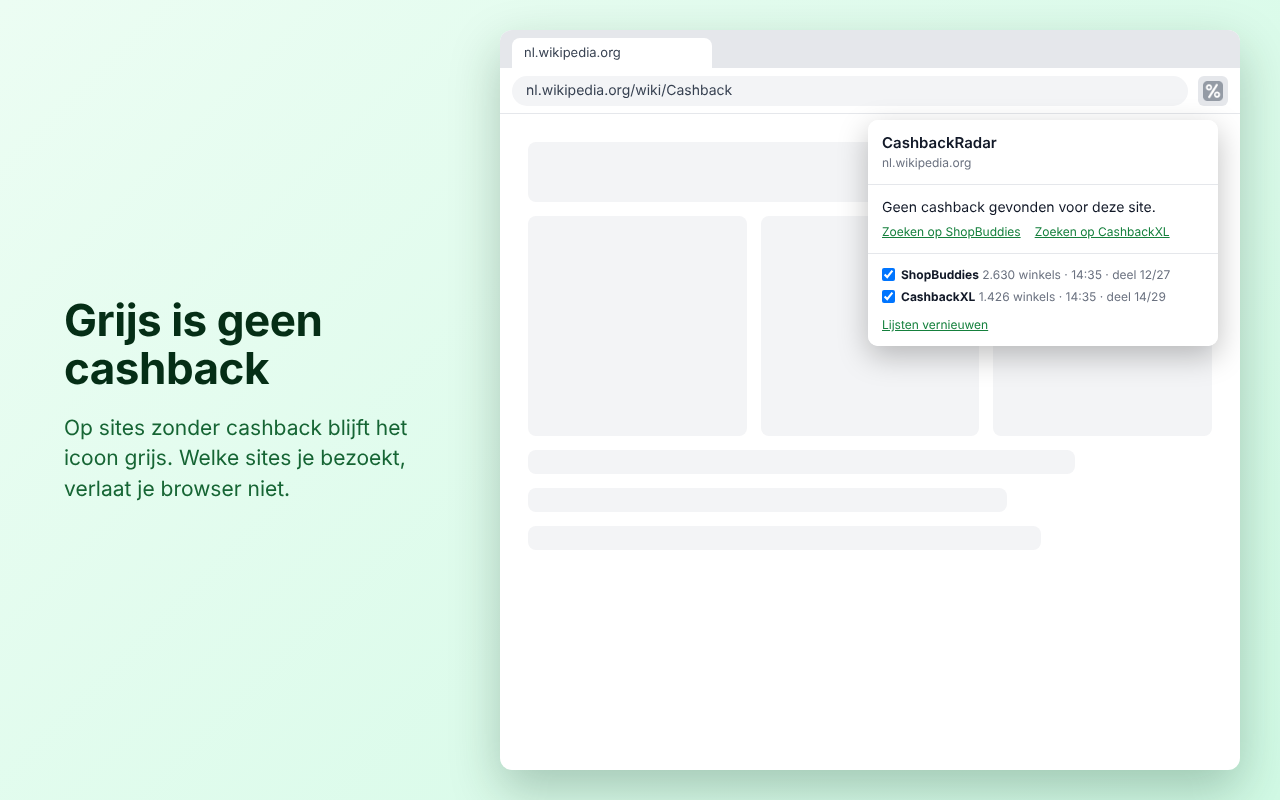 Grijs is geen
cashback
Op sites zonder cashback blijft het
icoon grijs. Welke sites je bezoekt,
verlaat je browser niet.
nl.wikipedia.org
nl.wikipedia.org/wiki/Cashback
%
CashbackRadar
nl.wikipedia.org
Geen cashback gevonden voor deze site.
Zoeken op ShopBuddies Zoeken op CashbackXL
ShopBuddies 2.630 winkels · 14:35 · deel 12/27
CashbackXL 1.426 winkels · 14:35 · deel 14/29
Lijsten vernieuwen